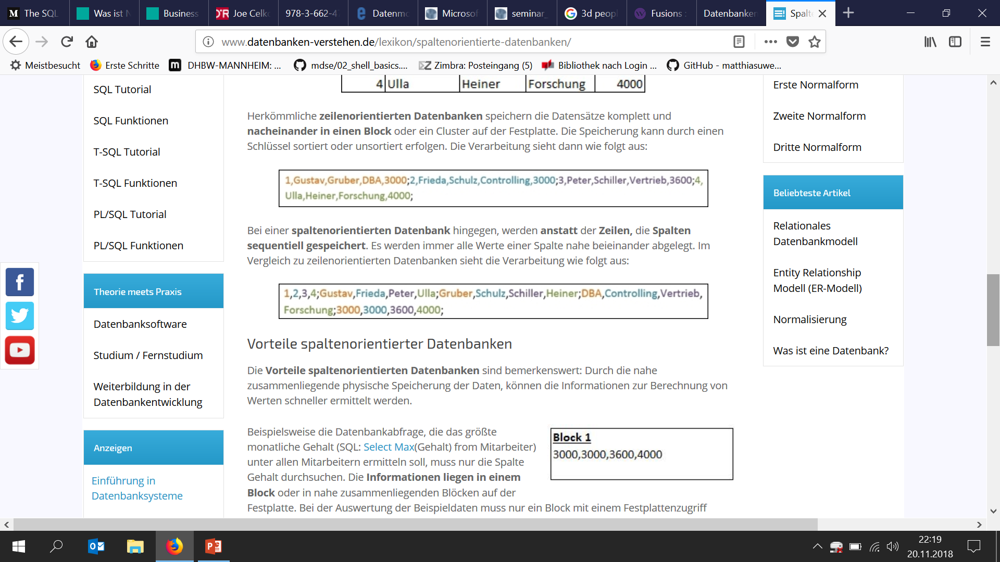 The SQL
Was ist N
Business
Joe Celko
978-3-662-47
Datenmo
Microsof
seminar_
3d peopl
Fusions :
Datenbanken
Spalte
www.datenbanken-verstehen.de/lexikon/spaltenorientierte-datenbanken/
Meistbesucht
Erste Schritte
DHBW-MANNHEIM: ...
mdse/02_shell_basics....
Zimbra: Posteingang (5)
Bibliothek nach Login ...
GitHub - matthiasuwe...
SQL Tutorial
SQL Funktionen
T-SQL Tutorial
T-SQL Funktionen
PL/SQL Tutorial
PL/SQL Funktionen
Theorie meets Praxis
Datenbanksoftware
Studium / Fernstudium
Weiterbildung in der
Datenbankentwicklung
Anzeigen
Einführung in
Datenbanksysteme
4 Ulla Heiner Forschung 4000
Herkömmliche zeilenorientierten Datenbanken speichern die Datensätze komplett und
nacheinander in einen Block oder ein Cluster auf der Festplatte. Die Speicherung kann durch einen
Schlüssel sortiert oder unsortiert erfolgen. Die Verarbeitung sieht dann wie folgt aus:
1,Gustav,Gruber,DBA,3000;2,Frieda,Schulz,Controlling,3000;3,Peter,Schiller,Vertrieb,3600;4,
Ulla,Heiner,Forschung,4000;
Bei einer spaltenorientierten Datenbank hingegen, werden anstatt der Zeilen, die Spalten
sequentiell gespeichert. Es werden immer alle Werte einer Spalte nahe beieinander abgelegt. Im
Vergleich zu zeilenorientierten Datenbanken sieht die Verarbeitung wie folgt aus:
1,2,3,4;Gustav,Frieda,Peter,Ulla;Gruber,Schulz,Schiller,Heiner;DBA,Controlling,Vertrieb,
Forschung;3000,3000,3600,4000;
Vorteile spaltenorientierter Datenbanken
Die Vorteile spaltenorientierten Datenbanken sind bemerkenswert: Durch die nahe
zusammenliegende physische Speicherung der Daten, können die Informationen zur Berechnung von
Werten schneller ermittelt werden.
Beispielsweise die Datenbankabfrage, die das größte
monatliche Gehalt (SQL: Select Max(Gehalt) from Mitarbeiter)
unter allen Mitarbeitern ermitteln soll, muss nur die Spalte
Gehalt durchsuchen. Die Informationen liegen in einem
Block oder in nahe zusammenliegenden Blöcken auf der
Festplatte. Bei der Auswertung der Beispieldaten muss nur ein Block mit einem Festplattenzugriff
Block 1
3000,3000,3600,4000
Erste Normalform
Zweite Normalform
Dritte Normalform
Beliebteste Artikel
Relationales
Datenbankmodell
Entity Relationship
Modell (ER-Modell)
Normalisierung
Was ist eine Datenbank?
22:19
20.11.2018